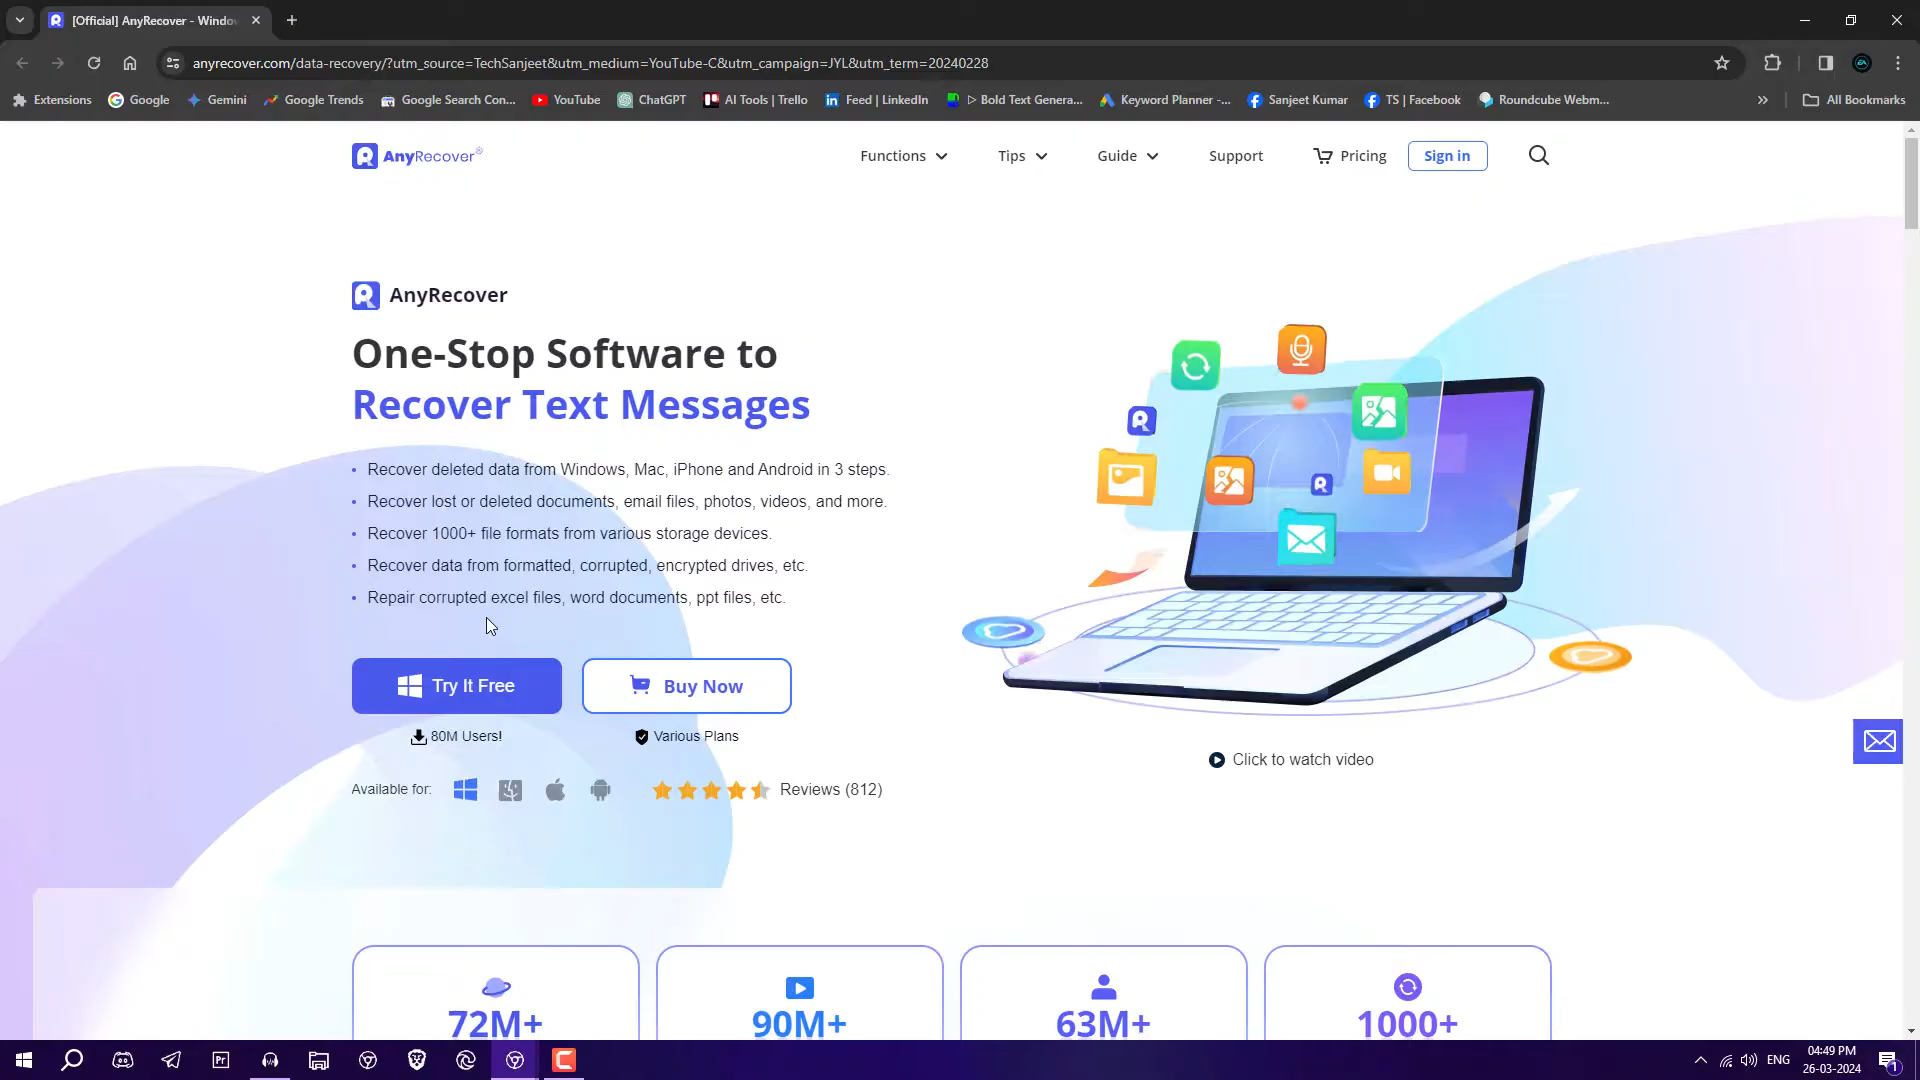 [Official] AnyRecover - Window
anyrecover.com/data-recovery/?utm_source=TechSanjeet&utm_medium=YouTube-C&utm_campaign=JYL&utm_term=20240228
Extensions
Google
Gemini
Google Trends
Google Search Con...
YouTube
ChatGPT
AI Tools | Trello
Feed | LinkedIn
▷ Bold Text Genera...
Keyword Planner -...
Sanjeet Kumar
TS | Facebook
Roundcube Webm...
All Bookmarks
AnyRecover®
Functions
Tips
Guide
Support
Pricing
Sign in
AnyRecover
One-Stop Software to
Recover Text Messages
• Recover deleted data from Windows, Mac, iPhone and Android in 3 steps.
• Recover lost or deleted documents, email files, photos, videos, and more.
• Recover 1000+ file formats from various storage devices.
• Recover data from formatted, corrupted, encrypted drives, etc.
• Repair corrupted excel files, word documents, ppt files, etc.
Try It Free
Buy Now
80M Users!
Various Plans
Click to watch video
Available for:
Reviews (812)
72M+
90M+
63M+
1000+
Pr
ENG
04:49 PM
26-03-2024
1